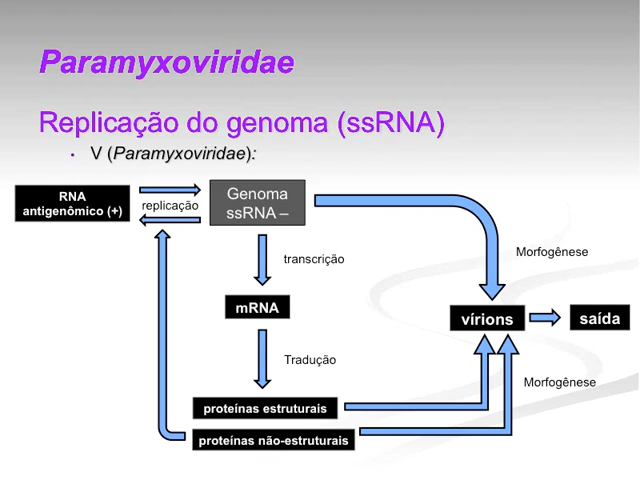 Paramyxoviridae
Replicação do genoma (ssRNA)
• V (Paramyxoviridae):
RNA
antigenômico (+)
replicação
Genoma
ssRNA –
transcrição
Morfogênese
mRNA
vírions
saída
Tradução
Morfogênese
proteínas estruturais
proteínas não-estruturais